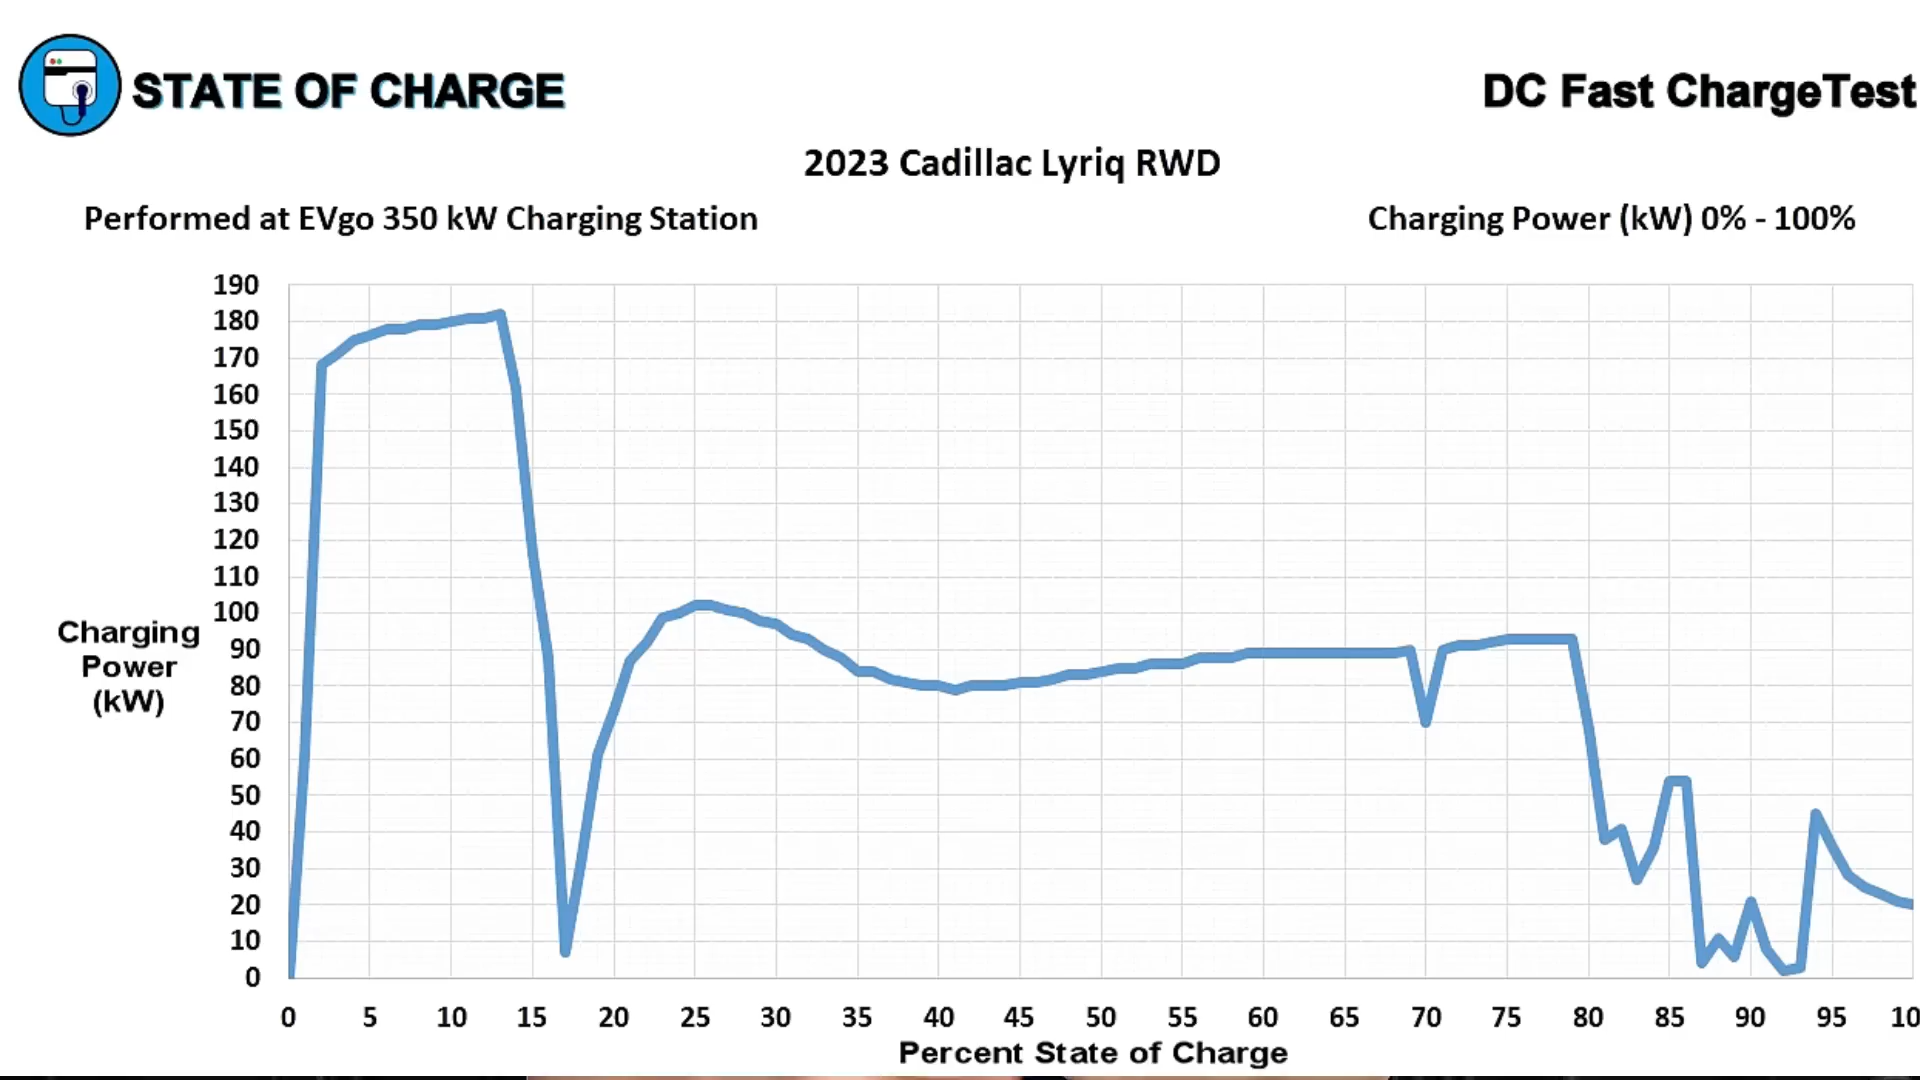 STATE OF CHARGE
DC Fast ChargeTest
2023 Cadillac Lyriq RWD
Performed at EVgo 350 kW Charging Station
Charging Power (kW) 0% - 100%
190
180
170
160
150
140
130
120
110
100
90
80
70
60
50
40
30
20
10
0
Charging
Power
(kW)
0 5 10 15 20 25 30 35 40 45 50 55 60 65 70 75 80 85 90 95 10
Percent State of Charge